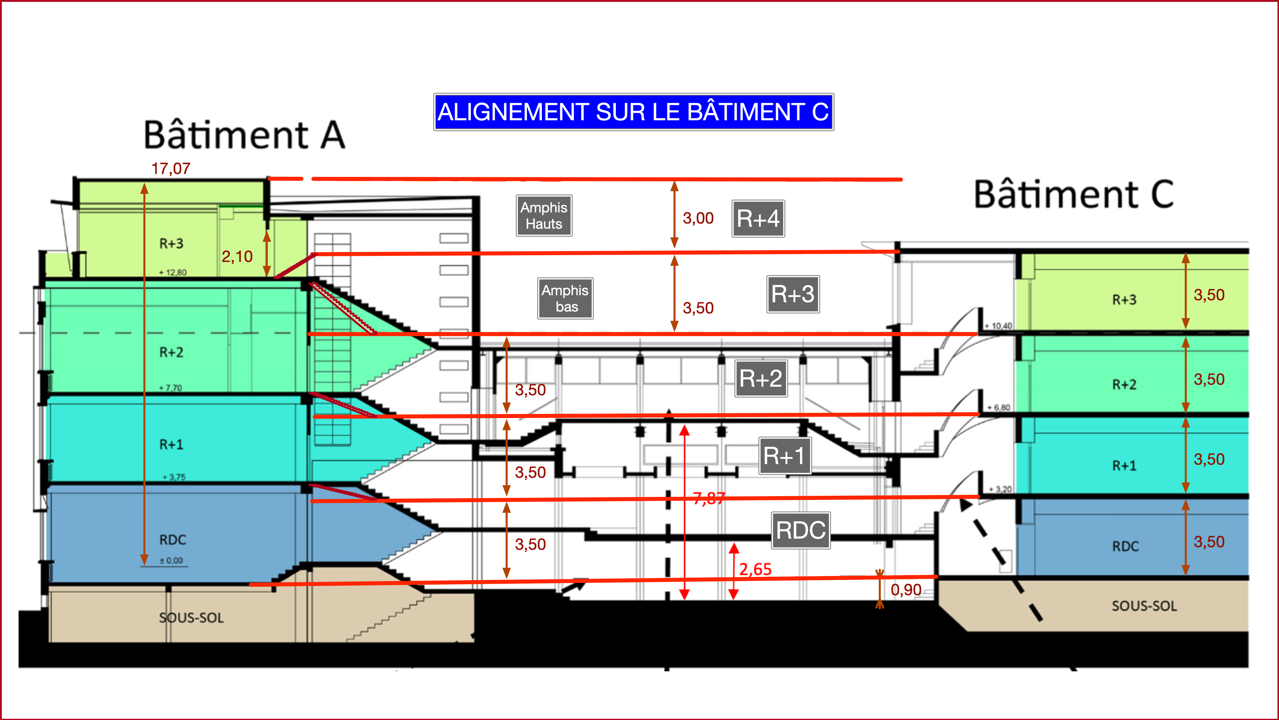 ALIGNEMENT SUR LE BÂTIMENT C
Bâtiment A
17,07
Bâtiment C
Amphis
Hauts
3,00
R+4
R+3
2,10
+ 12,80
Amphis
bas
3,50
R+3
R+3
3,50
+ 10,40
R+2
+ 7,70
3,50
R+2
R+2
3,50
+ 6,80
R+1
+ 3,75
3,50
R+1
R+1
3,50
7,87
+ 3,20
RDC
± 0,00
3,50
RDC
2,65
RDC
3,50
0,90
SOUS-SOL
SOUS-SOL